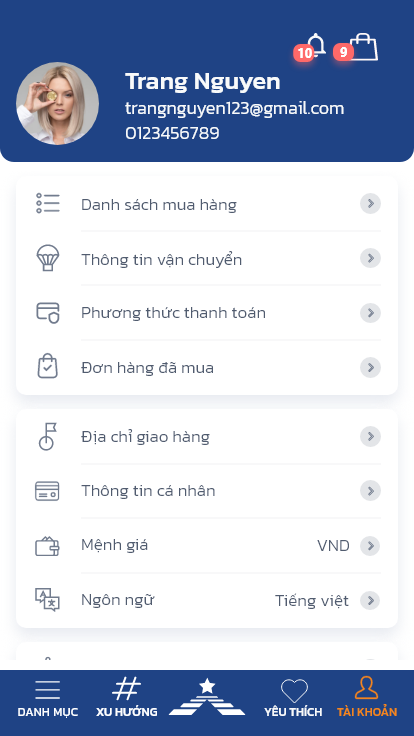 10
9
Trang Nguyen
trangnguyen123@gmail.com
0123456789
Danh sách mua hàng
Thông tin vận chuyển
Phương thức thanh toán
Đơn hàng đã mua
Địa chỉ giao hàng
Thông tin cá nhân
Mệnh giá VND
Ngôn ngữ Tiếng việt
DANH MỤC XU HƯỚNG YÊU THÍCH TÀI KHOẢN